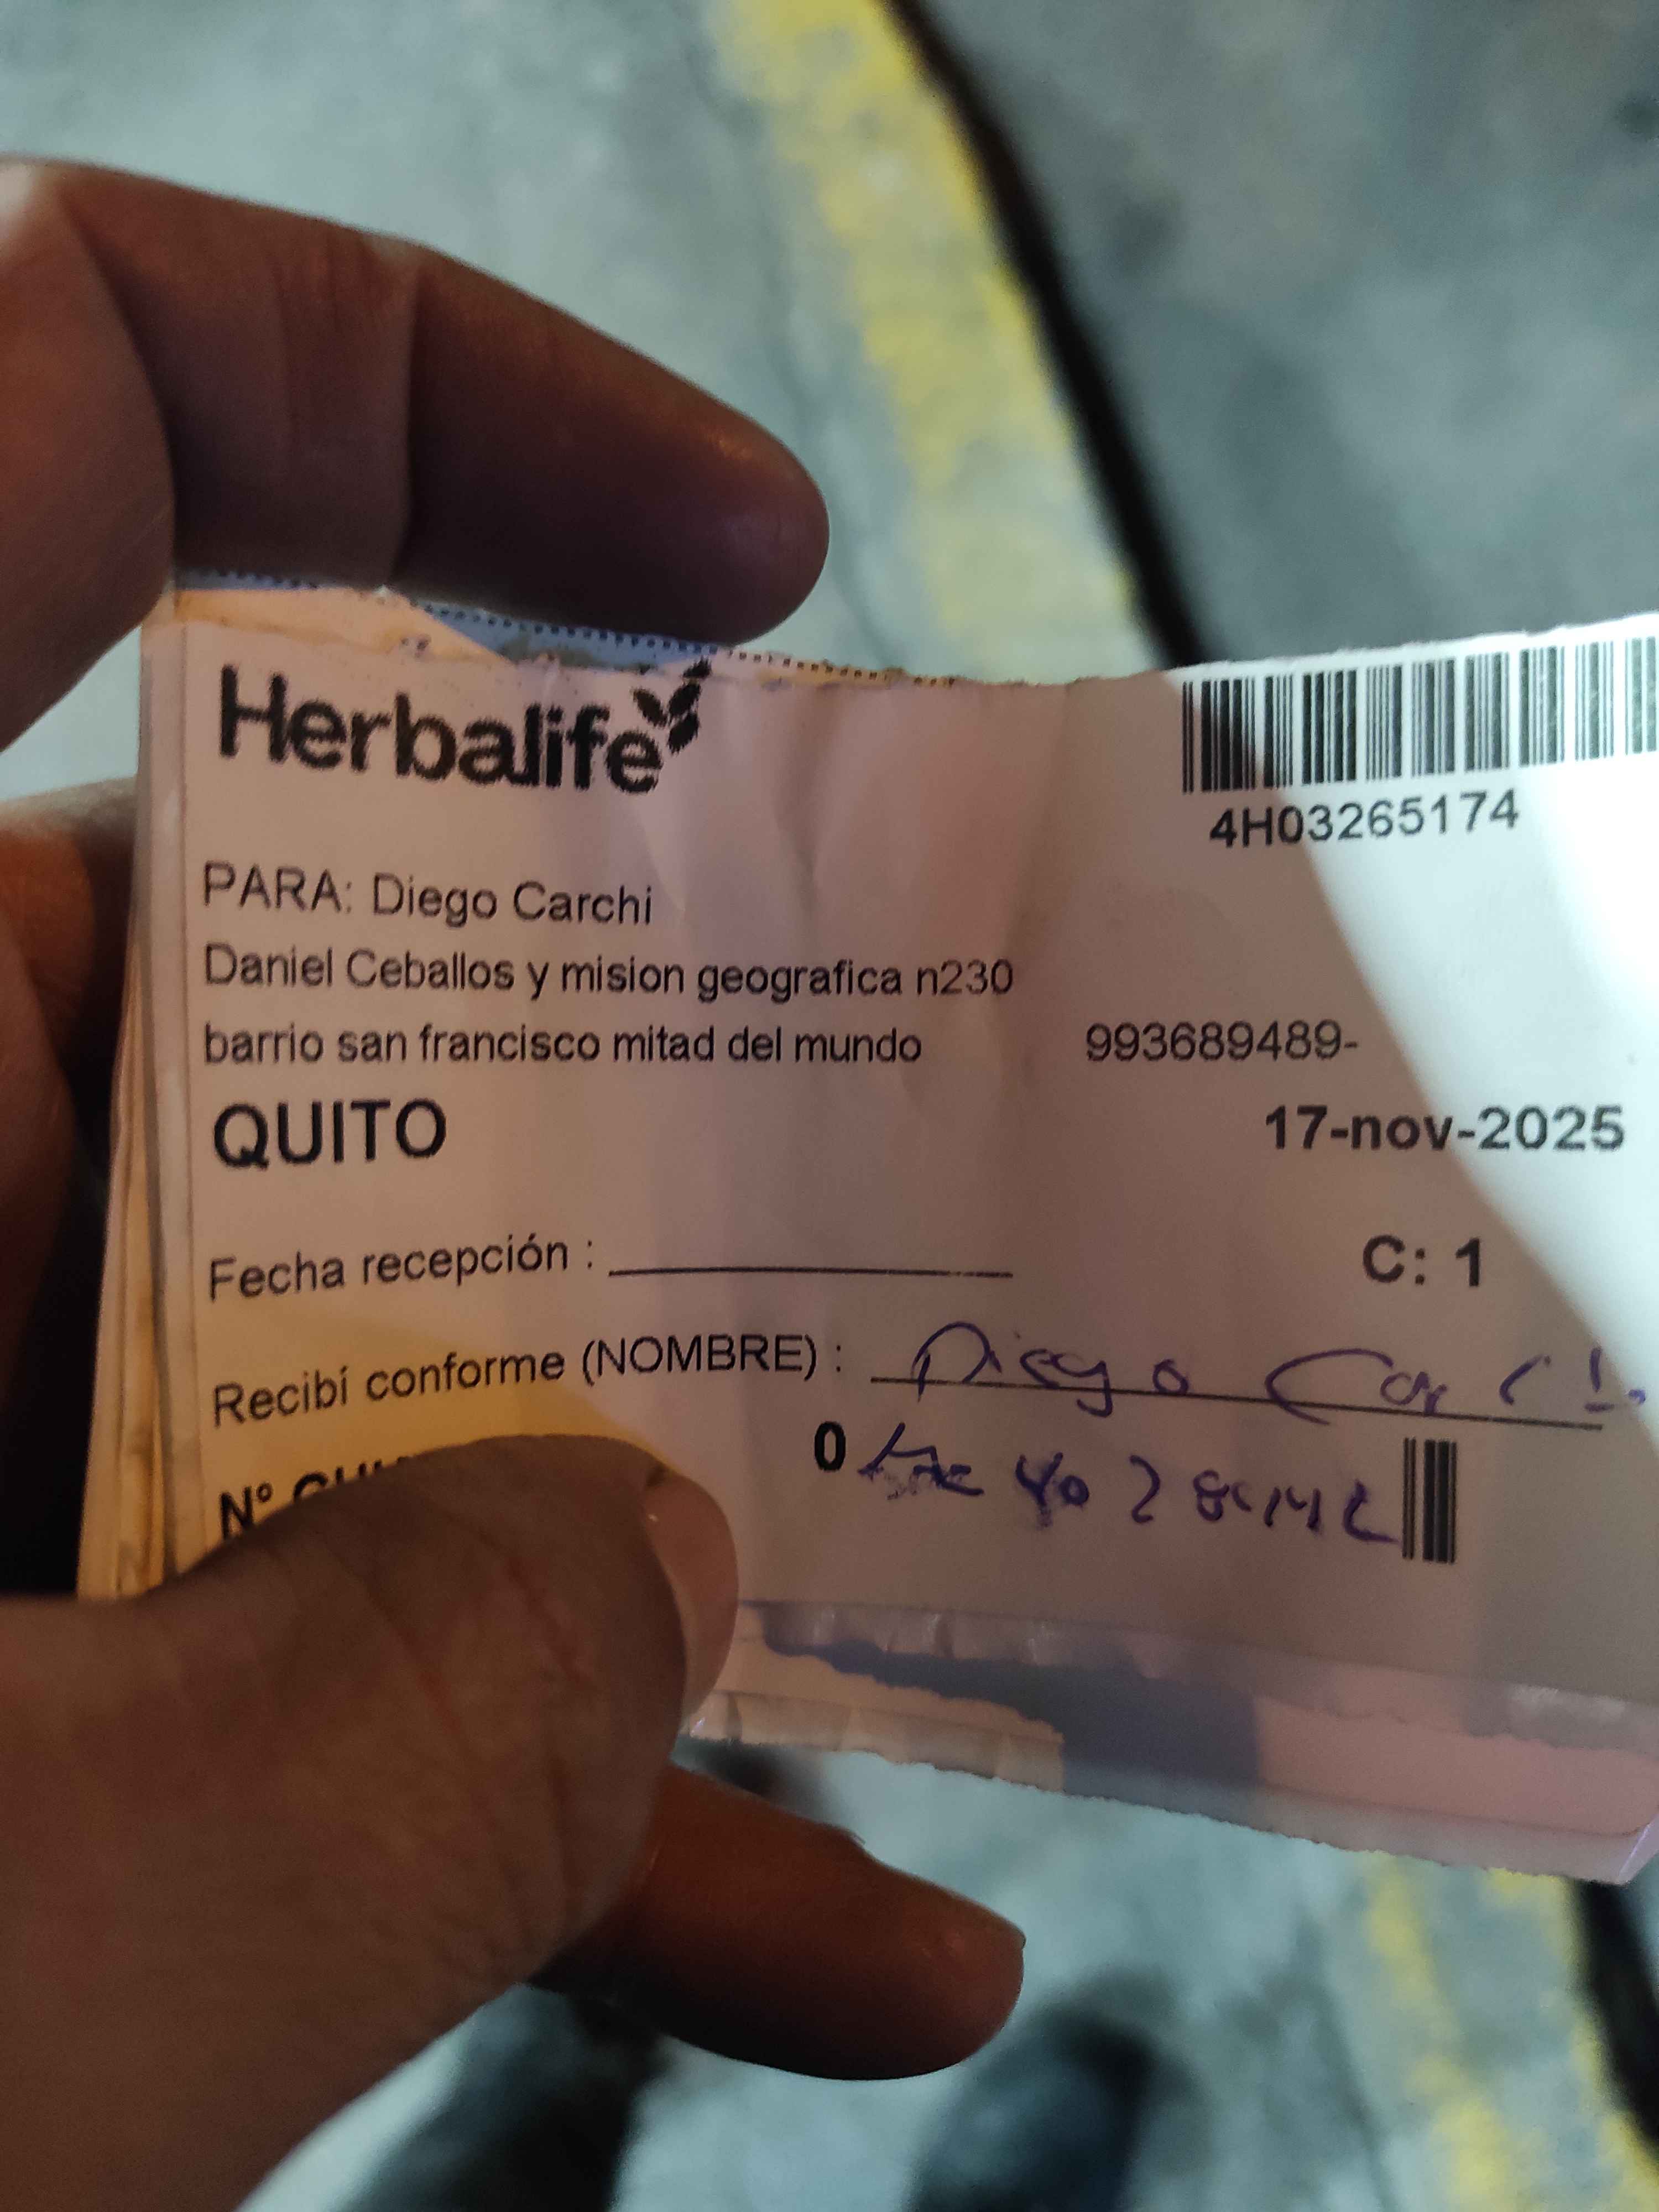 Herbalife
4H03265174
PARA: Diego Carchi
Daniel Ceballos y mision geografica n230
barrio san francisco mitad del mundo 993689489-
QUITO 17-nov-2025
Fecha recepción : C: 1
Recibí conforme (NOMBRE) : Diego
N° 0